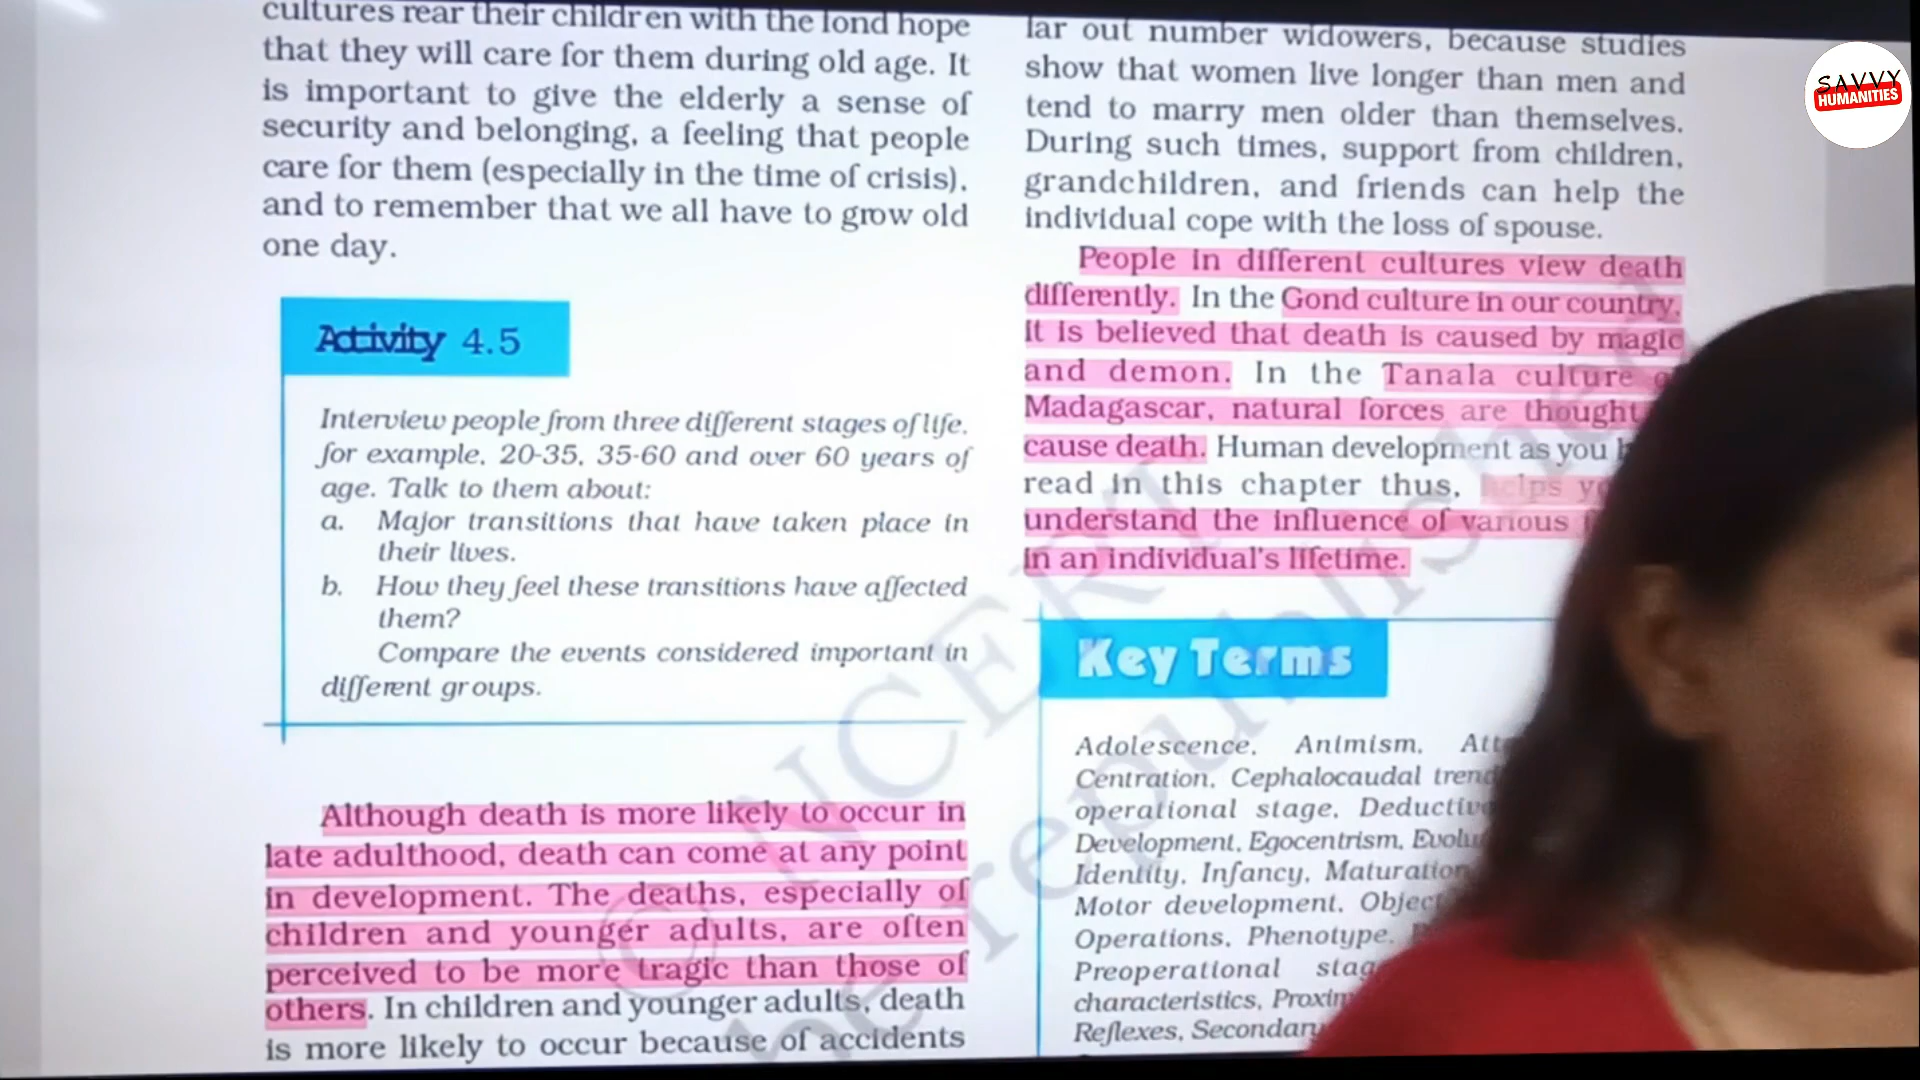 cultures rear their children with the fond hope
that they will care for them during old age. It
is important to give the elderly a sense of
security and belonging, a feeling that people
care for them (especially in the time of crisis),
and to remember that we all have to grow old
one day.
Activity 4.5
Interview people from three different stages of life,
for example, 20-35, 35-60 and over 60 years of
age. Talk to them about:
a. Major transitions that have taken place in
their lives.
b. How they feel these transitions have affected
them?
Compare the events considered important in
different groups.
Although death is more likely to occur in
late adulthood, death can come at any point
in development. The deaths, especially of
children and younger adults, are often
perceived to be more tragic than those of
others. In children and younger adults, death
is more likely to occur because of accidents
far out number widowers, because studies
show that women live longer than men and
tend to marry men older than themselves.
During such times, support from children,
grandchildren, and friends can help the
individual cope with the loss of spouse.
People in different cultures view death
differently. In the Gond culture in our country,
it is believed that death is caused by magic
and demon. In the Tanala culture
Madagascar, natural forces are thought
cause death. Human development as you
read in this chapter thus, helps
understand the influence of various
in an individual's lifetime.
Key Terms
Adolescence, Animism,
Centration, Cephalocaudal
operational stage,
Development, Egocentrism,
Identity, Infancy,
Motor development,
Operations, Phenotype,
Preoperational
characteristics,
Reflexes,
© NCERT
be republished
SAVVY
HUMANITIES